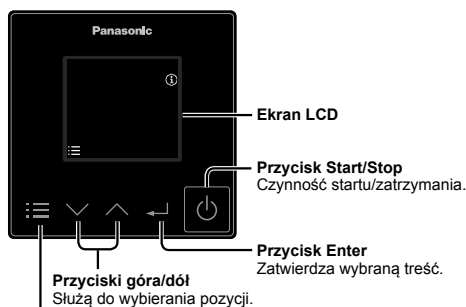 Panasonic
Ekran LCD
Przycisk Start/Stop
Czynność startu/zatrzymania.
Przycisk Enter
Zatwierdza wybraną treść.
Przyciski góra/dół
Służą do wybierania pozycji.